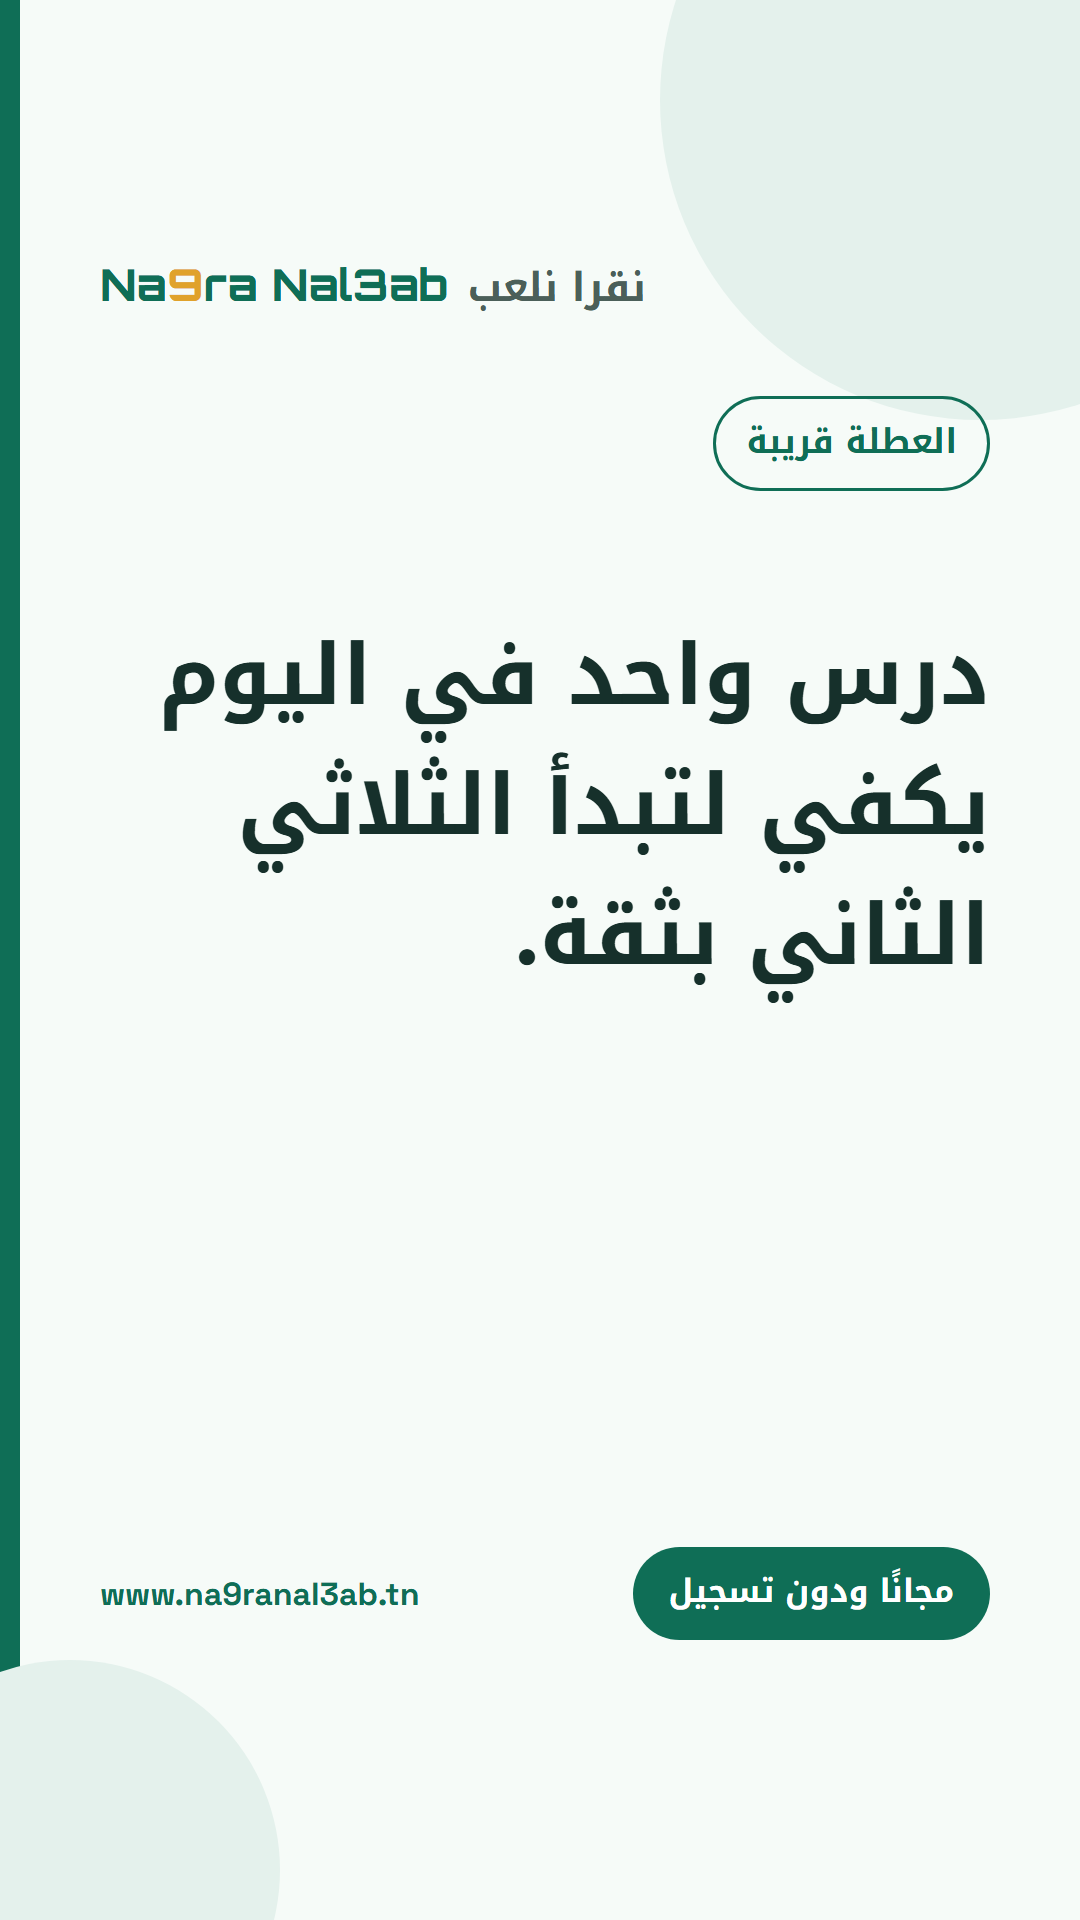 Na9ra Nal3ab نقرا نلعب
العطلة قريبة
درس واحد في اليوم
يكفي لتبدأ الثلاثي
الثاني بثقة.
مجانًا ودون تسجيل
www.na9ranal3ab.tn